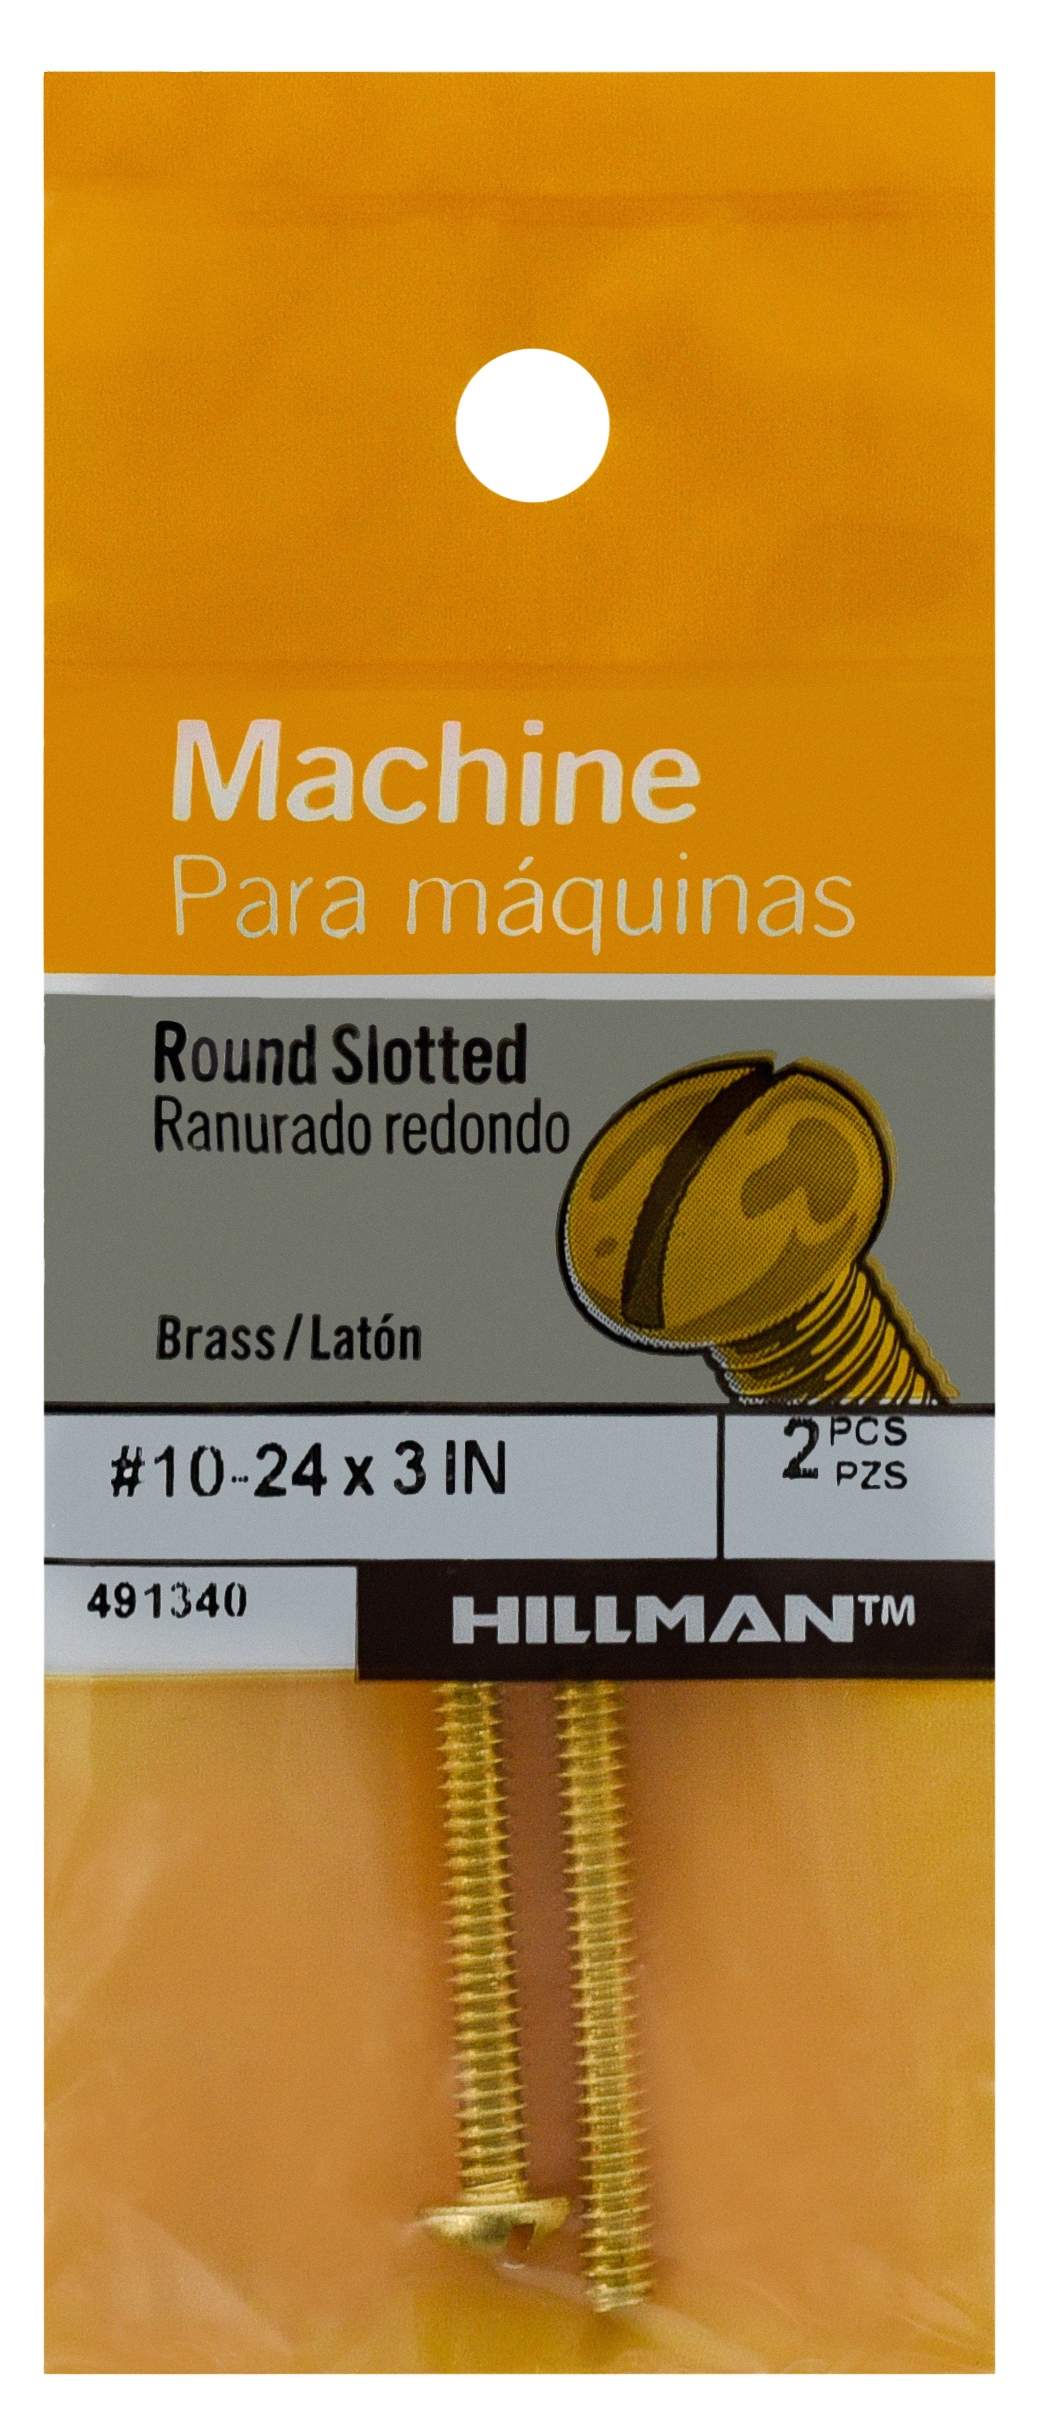 Machine
Para máquinas
Round Slotted
Ranurado redondo
Brass / Latón
#10-24 x 3 IN
2 PCS
PZS
491340
HILLMAN™